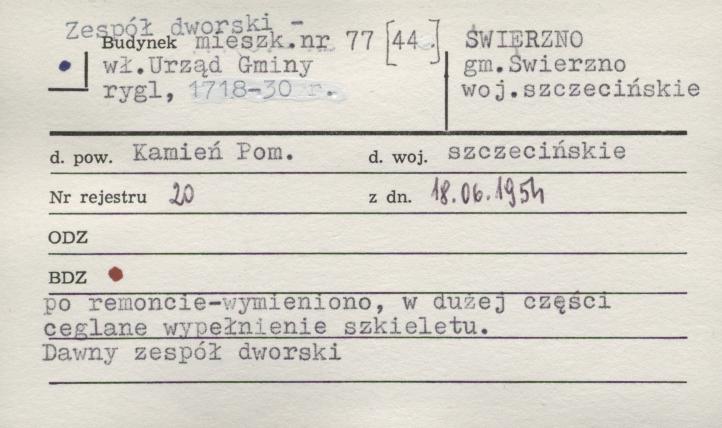 Zespół dworski -
Budynek mieszk.nr 77 [44 ]
wł.Urząd Gminy
rygl, 1718-30 r.
ŚWIERZNO
gm.Świerzno
woj.szczecińskie
d. pow. Kamień Pom. d. woj. szczecińskie
Nr rejestru 20 z dn. 18.06.1954
ODZ
BDZ
po remoncie-wymieniono, w dużej części
ceglane wypełnienie szkieletu.
Dawny zespół dworski